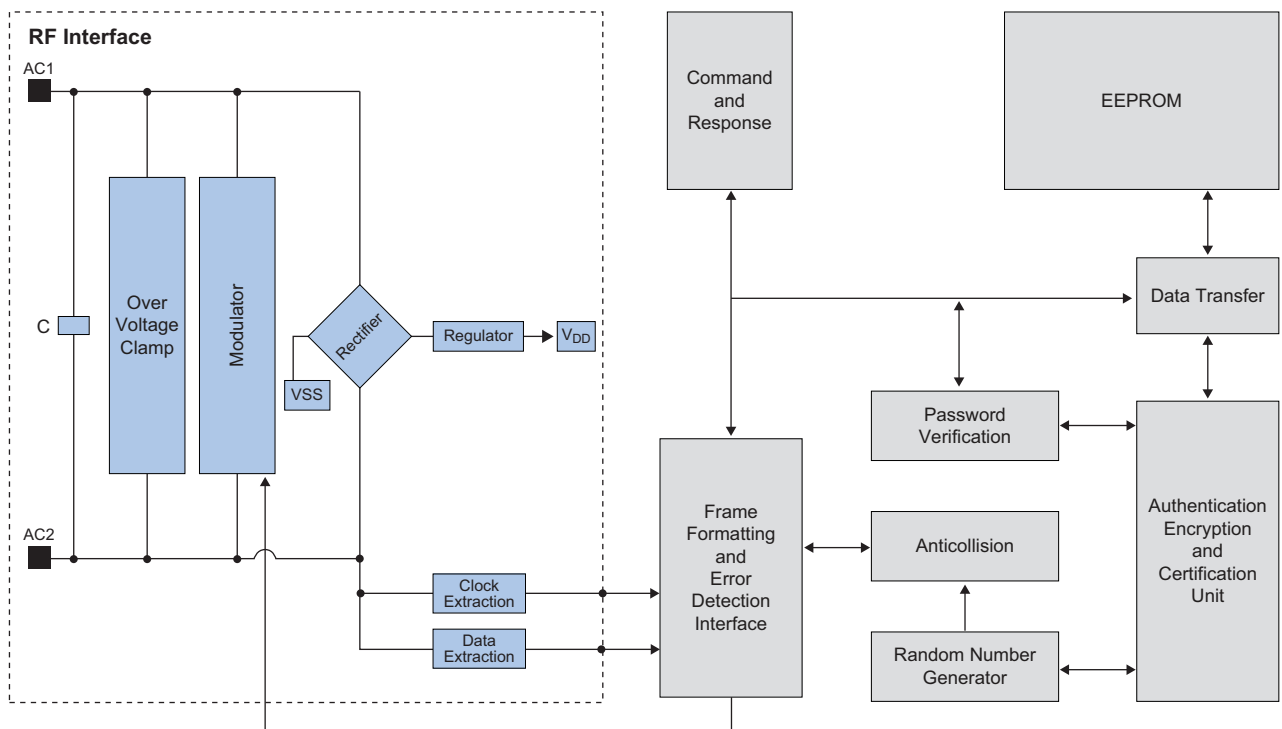 RF Interface
AC1
C
Over
Voltage
Clamp
Modulator
Rectifier
VSS
Regulator
VDD
AC2
Clock
Extraction
Data
Extraction
Command
and
Response
EEPROM
Data Transfer
Password
Verification
Frame
Formatting
and
Error
Detection
Interface
Anticollision
Authentication
Encryption
and
Certification
Unit
Random Number
Generator